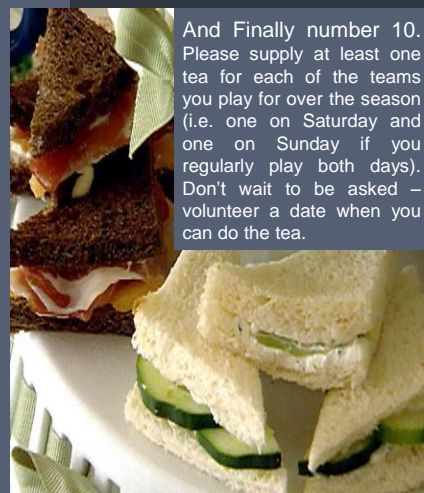 And Finally number 10.
Please supply at least one
tea for each of the teams
you play for over the season
(i.e. one on Saturday and
one on Sunday if you
regularly play both days).
Don’t wait to be asked –
volunteer a date when you
can do the tea.